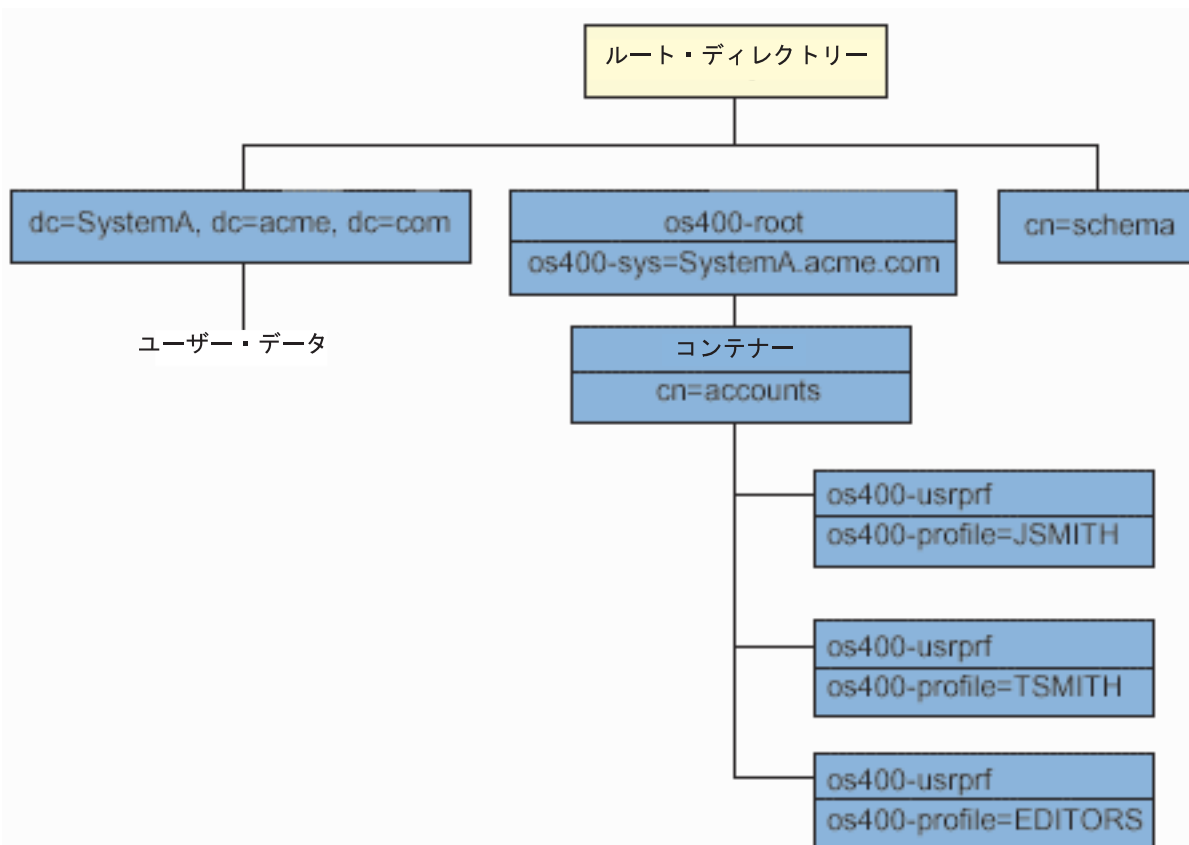 ルート・ディレクトリー
dc=SystemA, dc=acme, dc=com
os400-root
os400-sys=SystemA.acme.com
cn=schema
ユーザー・データ
コンテナー
cn=accounts
os400-usrprf
os400-profile=JSMITH
os400-usrprf
os400-profile=TSMITH
os400-usrprf
os400-profile=EDITORS